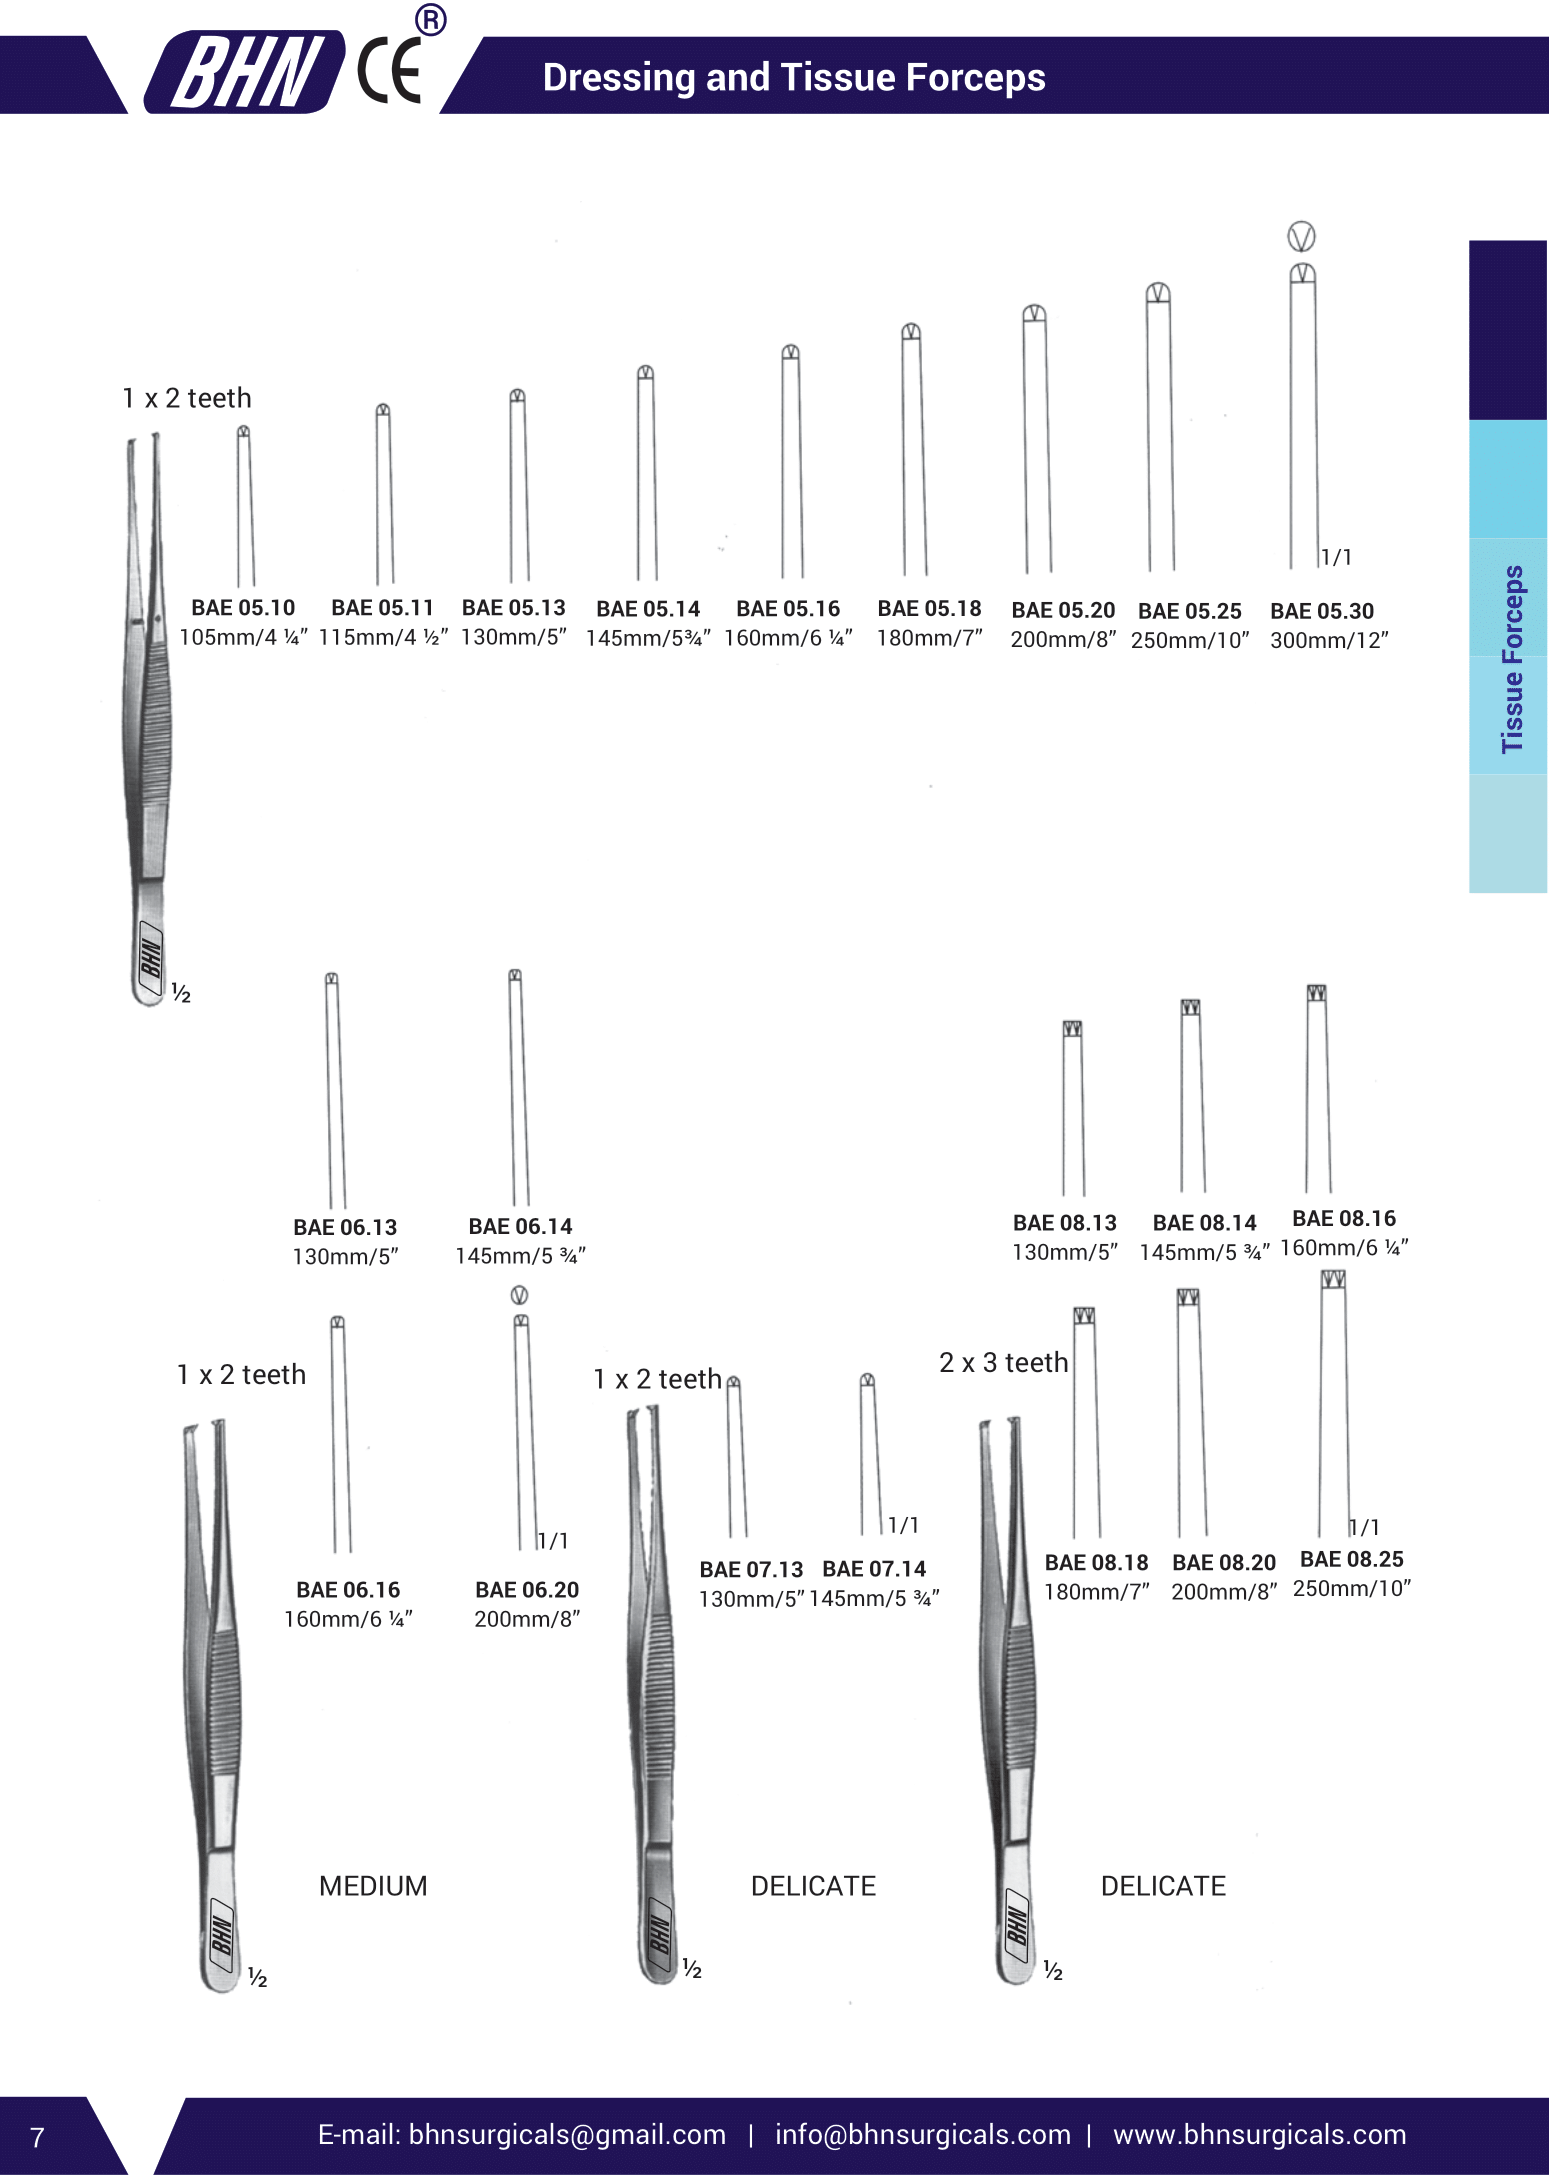 BHN CE ®
Dressing and Tissue Forceps
1 x 2 teeth
1/1
BAE 05.10 BAE 05.11 BAE 05.13 BAE 05.14 BAE 05.16 BAE 05.18 BAE 05.20 BAE 05.25 BAE 05.30
105mm/4 ¼” 115mm/4 ½” 130mm/5” 145mm/5¾” 160mm/6 ¼” 180mm/7” 200mm/8” 250mm/10” 300mm/12”
Tissue Forceps
BHN
½
BAE 06.13 BAE 06.14
130mm/5” 145mm/5 ¾”
BAE 08.13 BAE 08.14 BAE 08.16
130mm/5” 145mm/5 ¾” 160mm/6 ¼”
1 x 2 teeth
1/1
BAE 06.16 BAE 06.20
160mm/6 ¼” 200mm/8”
1 x 2 teeth
1/1
BAE 07.13 BAE 07.14
130mm/5” 145mm/5 ¾”
2 x 3 teeth
1/1
BAE 08.18 BAE 08.20 BAE 08.25
180mm/7” 200mm/8” 250mm/10”
MEDIUM
DELICATE
DELICATE
BHN
½
BHN
½
BHN
½
7
E-mail: bhnsurgicals@gmail.com | info@bhnsurgicals.com | www.bhnsurgicals.com